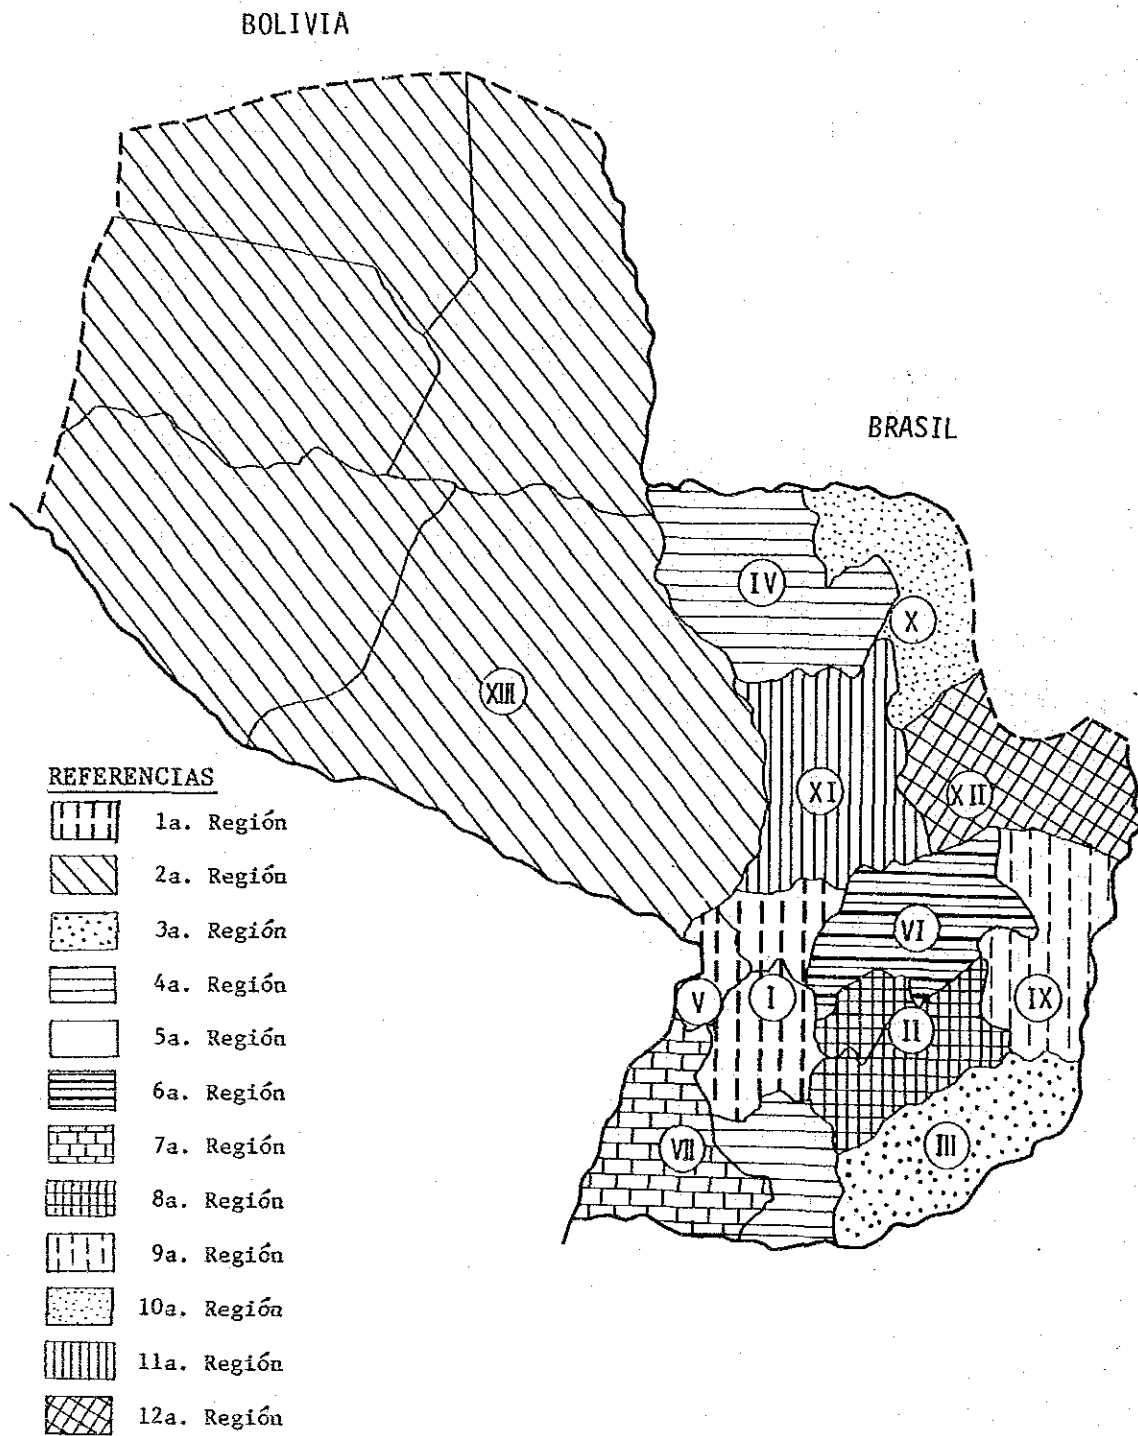 BOLIVIA
BRASIL
IV
X
XIII
XI
XII
VI
V
I
IX
II
VII
III
REFERENCIAS
1a. Región
2a. Región
3a. Región
4a. Región
5a. Región
6a. Región
7a. Región
8a. Región
9a. Región
10a. Región
11a. Región
12a. Región